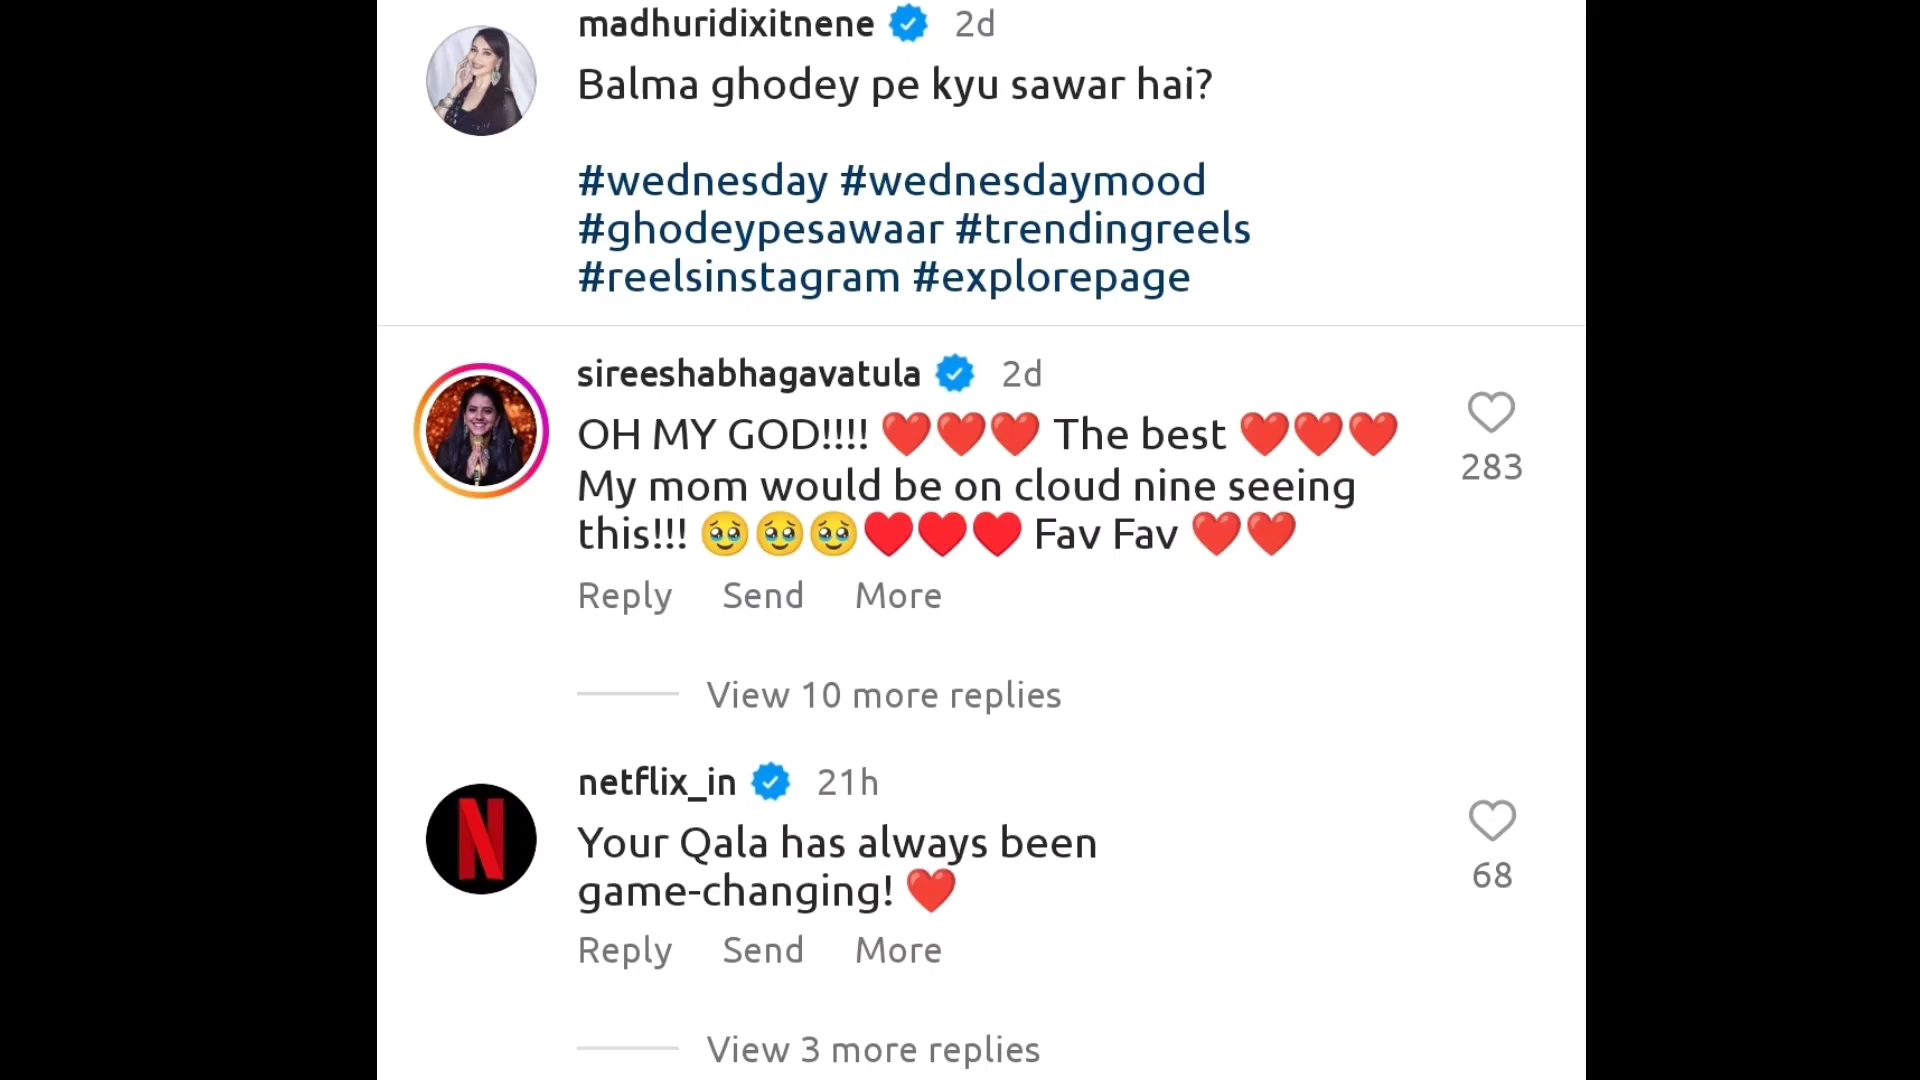 madhuridixitnene 2d
Balma ghodey pe kyu sawar hai?
#wednesday #wednesdaymood
#ghodeypesawaar #trendingreels
#reelsinstagram #explorepage
sireeshabhagavatula 2d
OH MY GOD!!!! ❤️❤️❤️ The best ❤️❤️❤️
My mom would be on cloud nine seeing
this!!! 🥹🥹🥹♥️♥️♥️ Fav Fav ❤️❤️
283
Reply Send More
View 10 more replies
netflix_in 21h
N
Your Qala has always been
game-changing! ❤️
68
Reply Send More
View 3 more replies